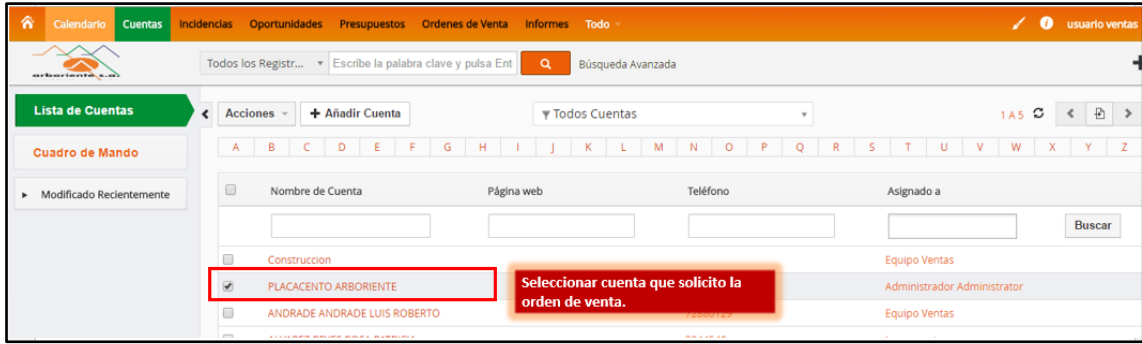 Calendario Cuentas Incidencias Oportunidades Presupuestos Ordenes de Venta Informes Todo usuario ventas
arboriente s.a. Todos los Registr... Escribe la palabra clave y pulsa Ent Búsqueda Avanzada
Lista de Cuentas Acciones + Añadir Cuenta Todos Cuentas 1 A 5
Cuadro de Mando A B C D E F G H I J K L M N O P Q R S T U V W X Y Z
Modificado Recientemente Nombre de Cuenta Página web Teléfono Asignado a
Buscar
Construccion Equipo Ventas
PLACACENTO ARBORIENTE Administrador Administrator
Seleccionar cuenta que solicito la
orden de venta.
ANDRADE ANDRADE LUIS ROBERTO Equipo Ventas